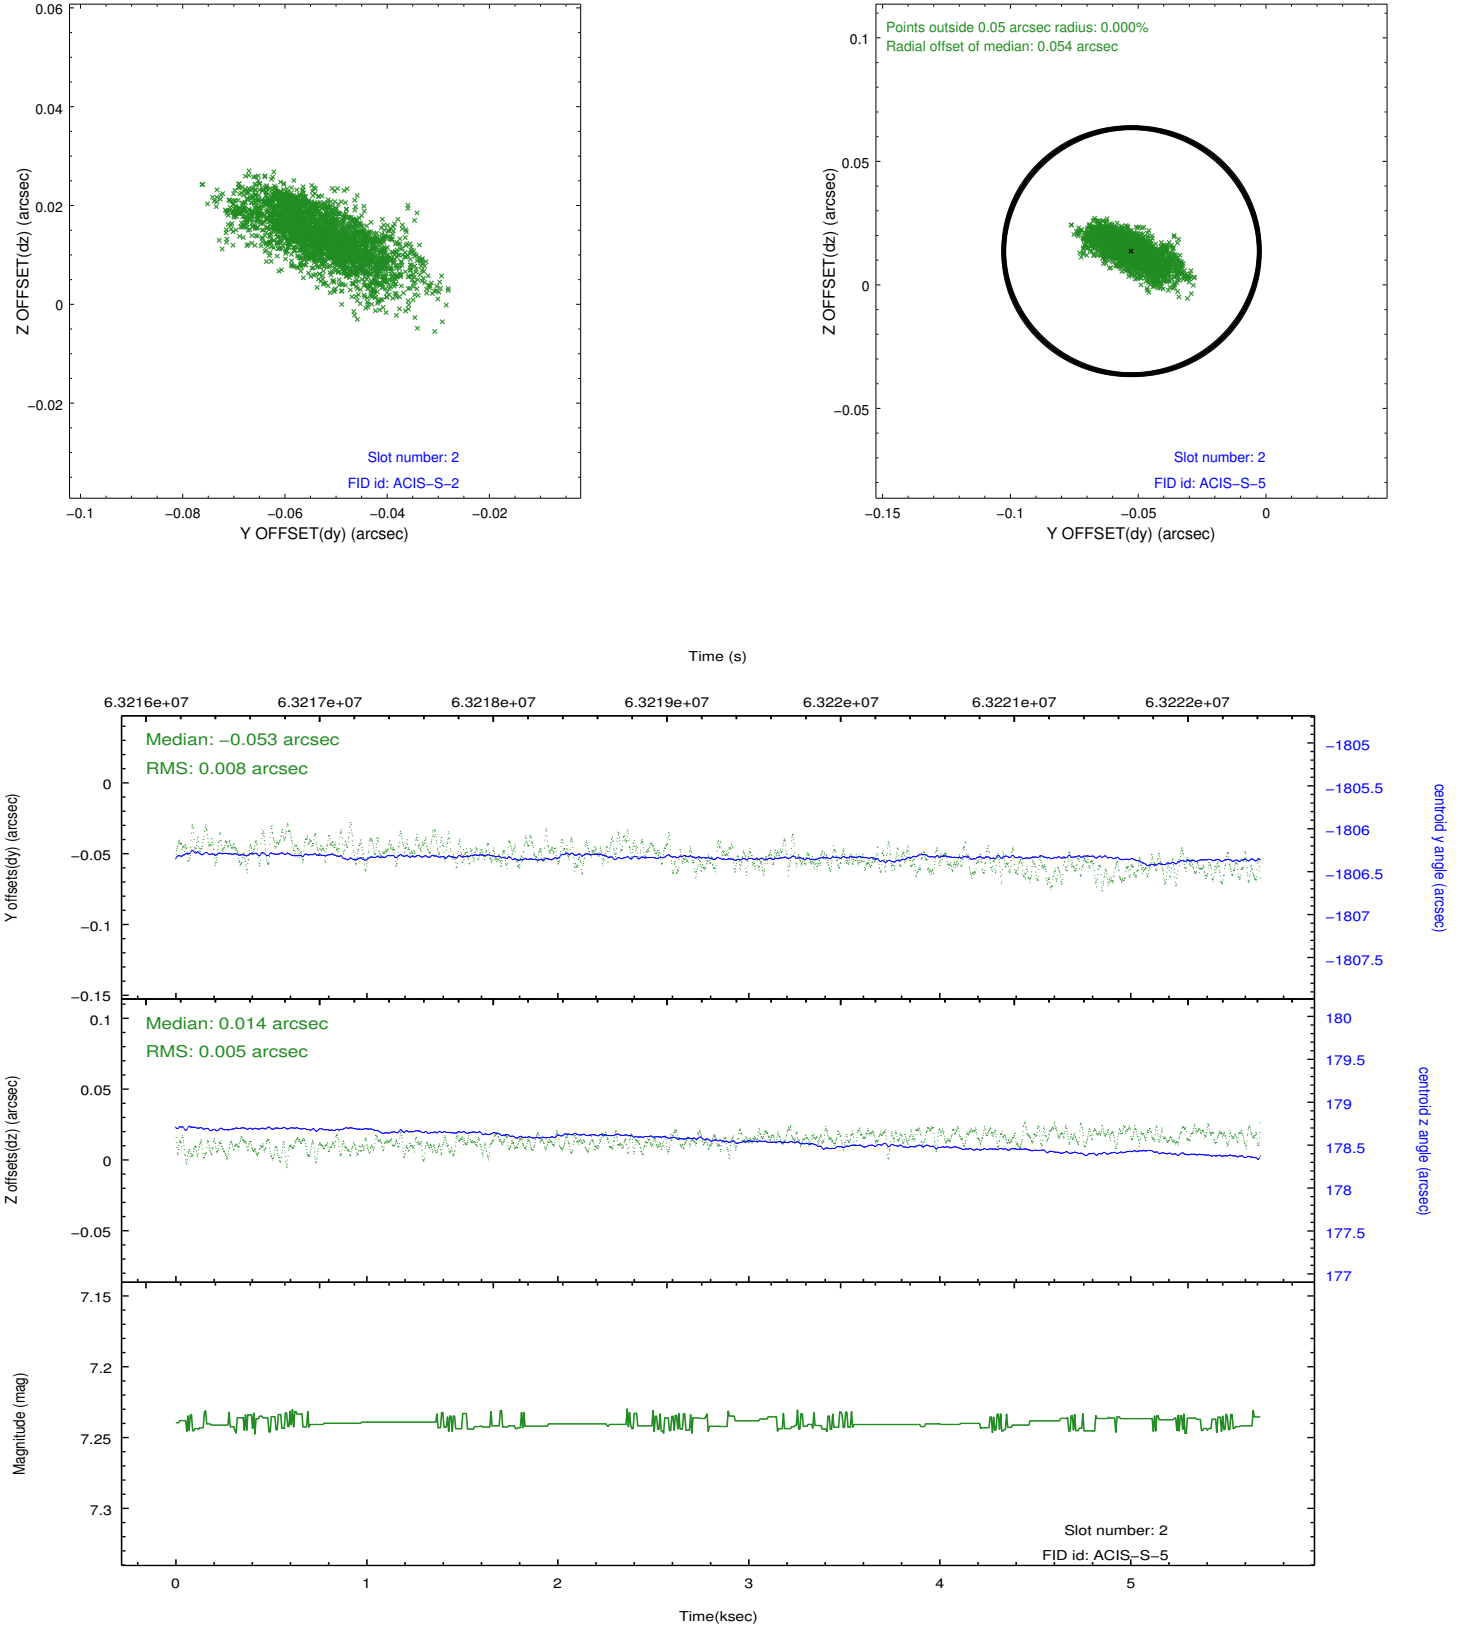 0.06
0.04
0.02
0
−0.02
Z OFFSET(dz) (arcsec)
Slot number: 2
FID id: ACIS−S−2
−0.1 −0.08 −0.06 −0.04 −0.02
Y OFFSET(dy) (arcsec)
Points outside 0.05 arcsec radius: 0.000%
Radial offset of median: 0.054 arcsec
0.1
0.05
0
−0.05
Z OFFSET(dz) (arcsec)
Slot number: 2
FID id: ACIS−S−5
−0.15 −0.1 −0.05 0
Y OFFSET(dy) (arcsec)
Time (s)
6.3216e+07 6.3217e+07 6.3218e+07 6.3219e+07 6.322e+07 6.3221e+07 6.3222e+07
Median: −0.053 arcsec
RMS: 0.008 arcsec
0
−0.05
−0.1
−0.15
Y offsets(dy) (arcsec)
−1805
−1805.5
−1806
−1806.5
−1807
−1807.5
centroid y angle (arcsec)
Median: 0.014 arcsec
RMS: 0.005 arcsec
0.1
0.05
0
−0.05
Z offsets(dz) (arcsec)
180
179.5
179
178.5
178
177.5
177
centroid z angle (arcsec)
7.15
7.2
7.25
7.3
Magnitude (mag)
Slot number: 2
FID id: ACIS−S−5
0 1 2 3 4 5
Time(ksec)